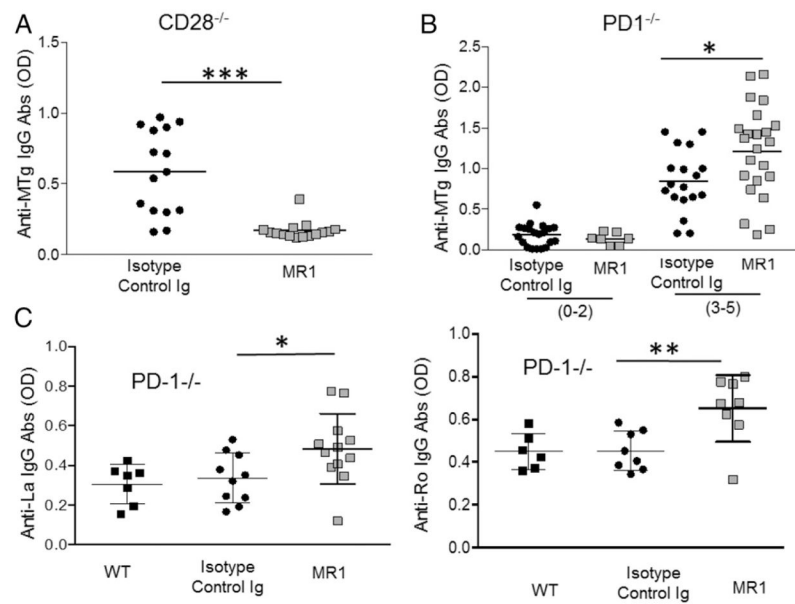 A
CD28-/-
Anti-MTg IgG Abs (OD)
1.5
1.0
0.5
0.0
***
Isotype
Control Ig
MR1
B
PD1-/-
Anti-MTg IgG Abs (OD)
2.5
2.0
1.5
1.0
0.5
0.0
*
Isotype
Control Ig
MR1
Isotype
Control Ig
MR1
(0-2)
(3-5)
C
PD-1-/-
Anti-La IgG Abs (OD)
1.0
0.8
0.6
0.4
0.2
0.0
*
WT
Isotype
Control Ig
MR1
PD-1-/-
Anti-Ro IgG Abs (OD)
1.0
0.8
0.6
0.4
0.2
0.0
**
WT
Isotype
Control Ig
MR1